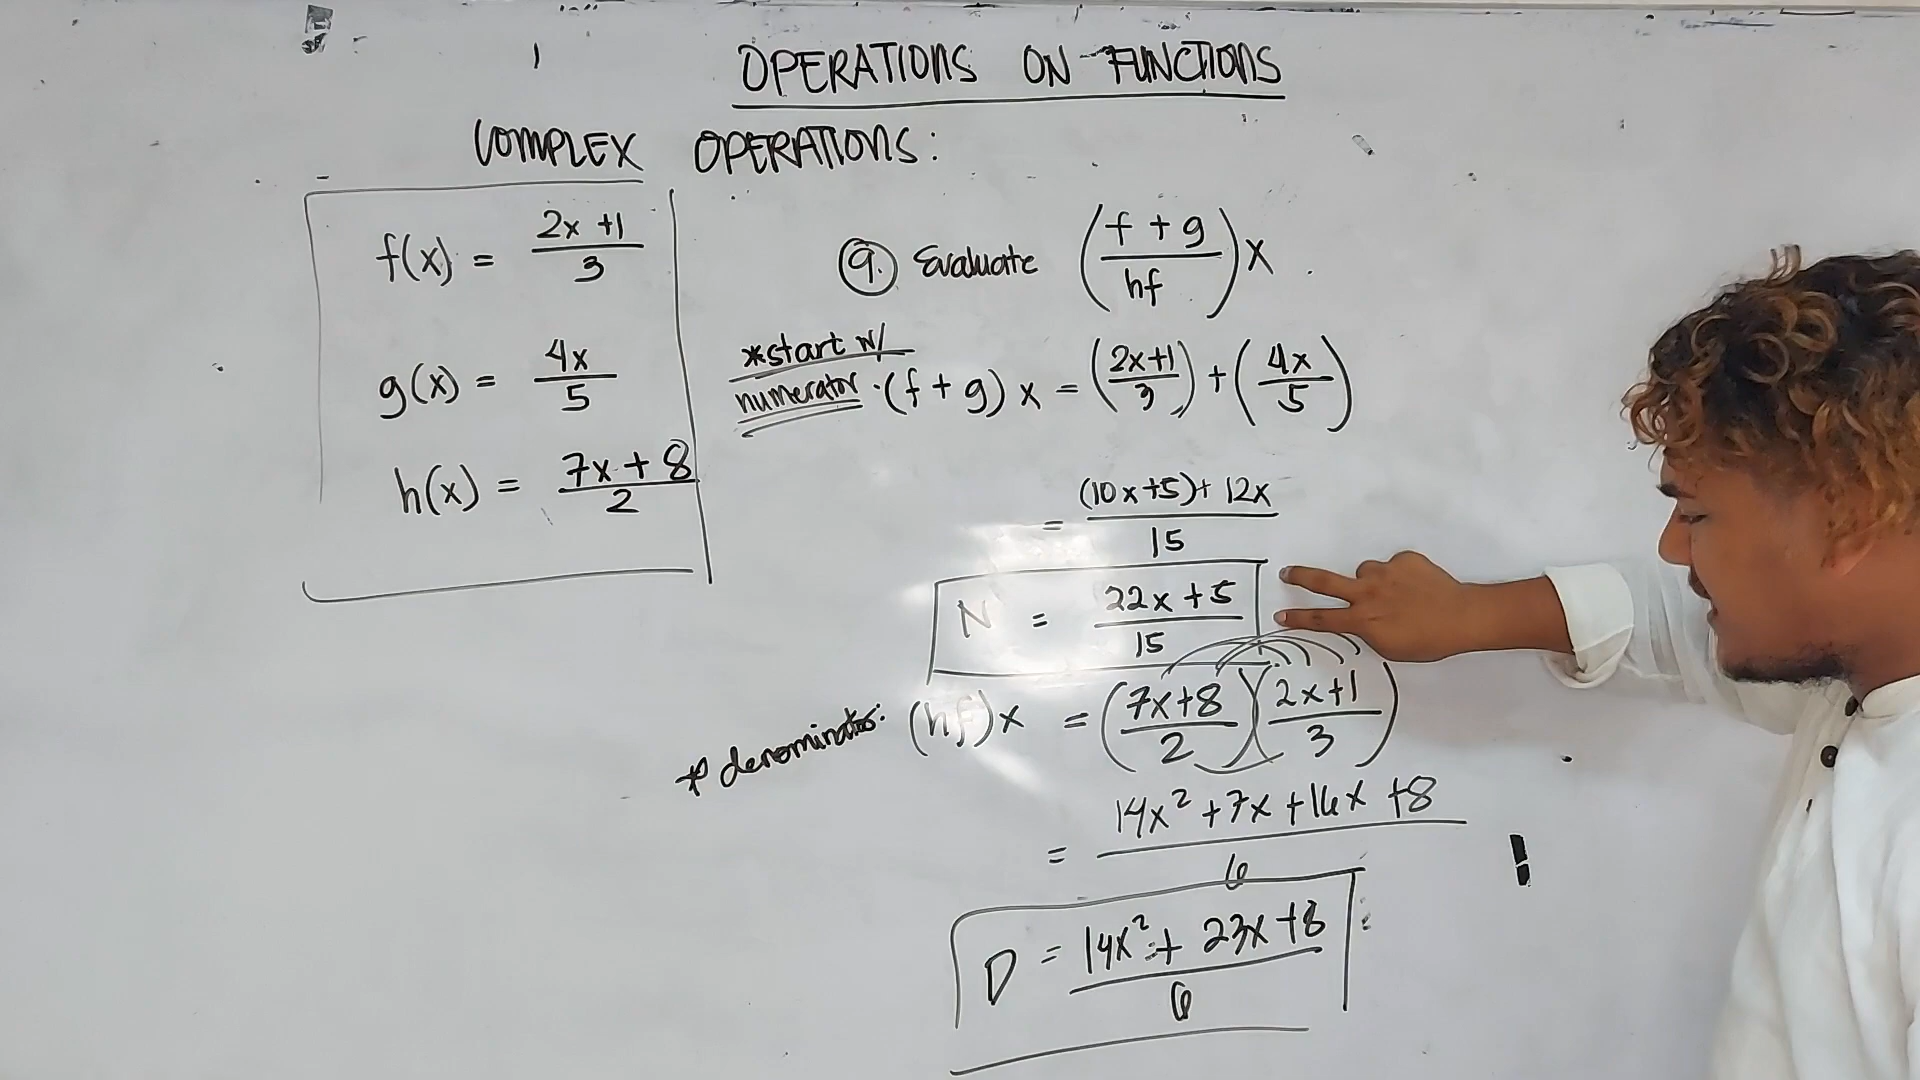 OPERATIONS ON FUNCTIONS
COMPLEX OPERATIONS:
f(x) = 2x +1 / 3
g(x) = 4x / 5
h(x) = 7x + 8 / 2
9. Evaluate (f + g / hf) x .
*start w/
numerator · (f + g) x = (2x+1 / 3) + (4x / 5)
= (10x+5)+ 12x / 15
N = 22x +5 / 15
* denominator: (hf)x = (7x+8 / 2)(2x+1 / 3)
= 14x² +7x +16x +8 / 6
D = 14x² + 23x +8 / 6